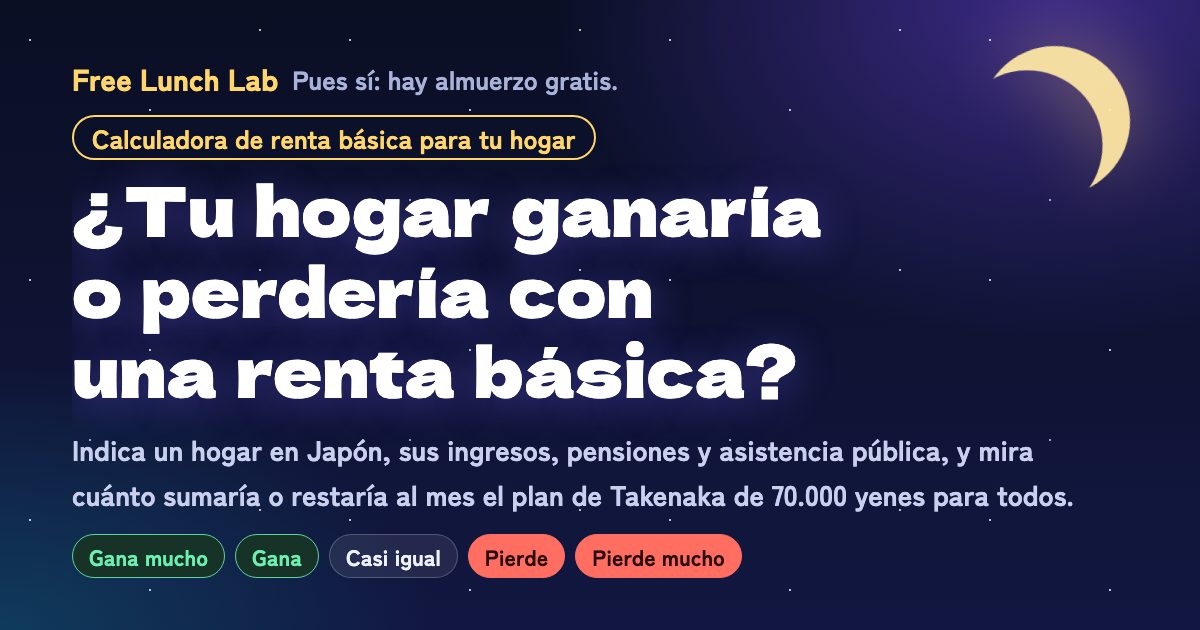 Free Lunch Lab Pues sí: hay almuerzo gratis.
Calculadora de renta básica para tu hogar
¿Tu hogar ganaría
o perdería con
una renta básica?
Indica un hogar en Japón, sus ingresos, pensiones y asistencia pública, y mira
cuánto sumaría o restaría al mes el plan de Takenaka de 70.000 yenes para todos.
Gana mucho Gana Casi igual Pierde Pierde mucho